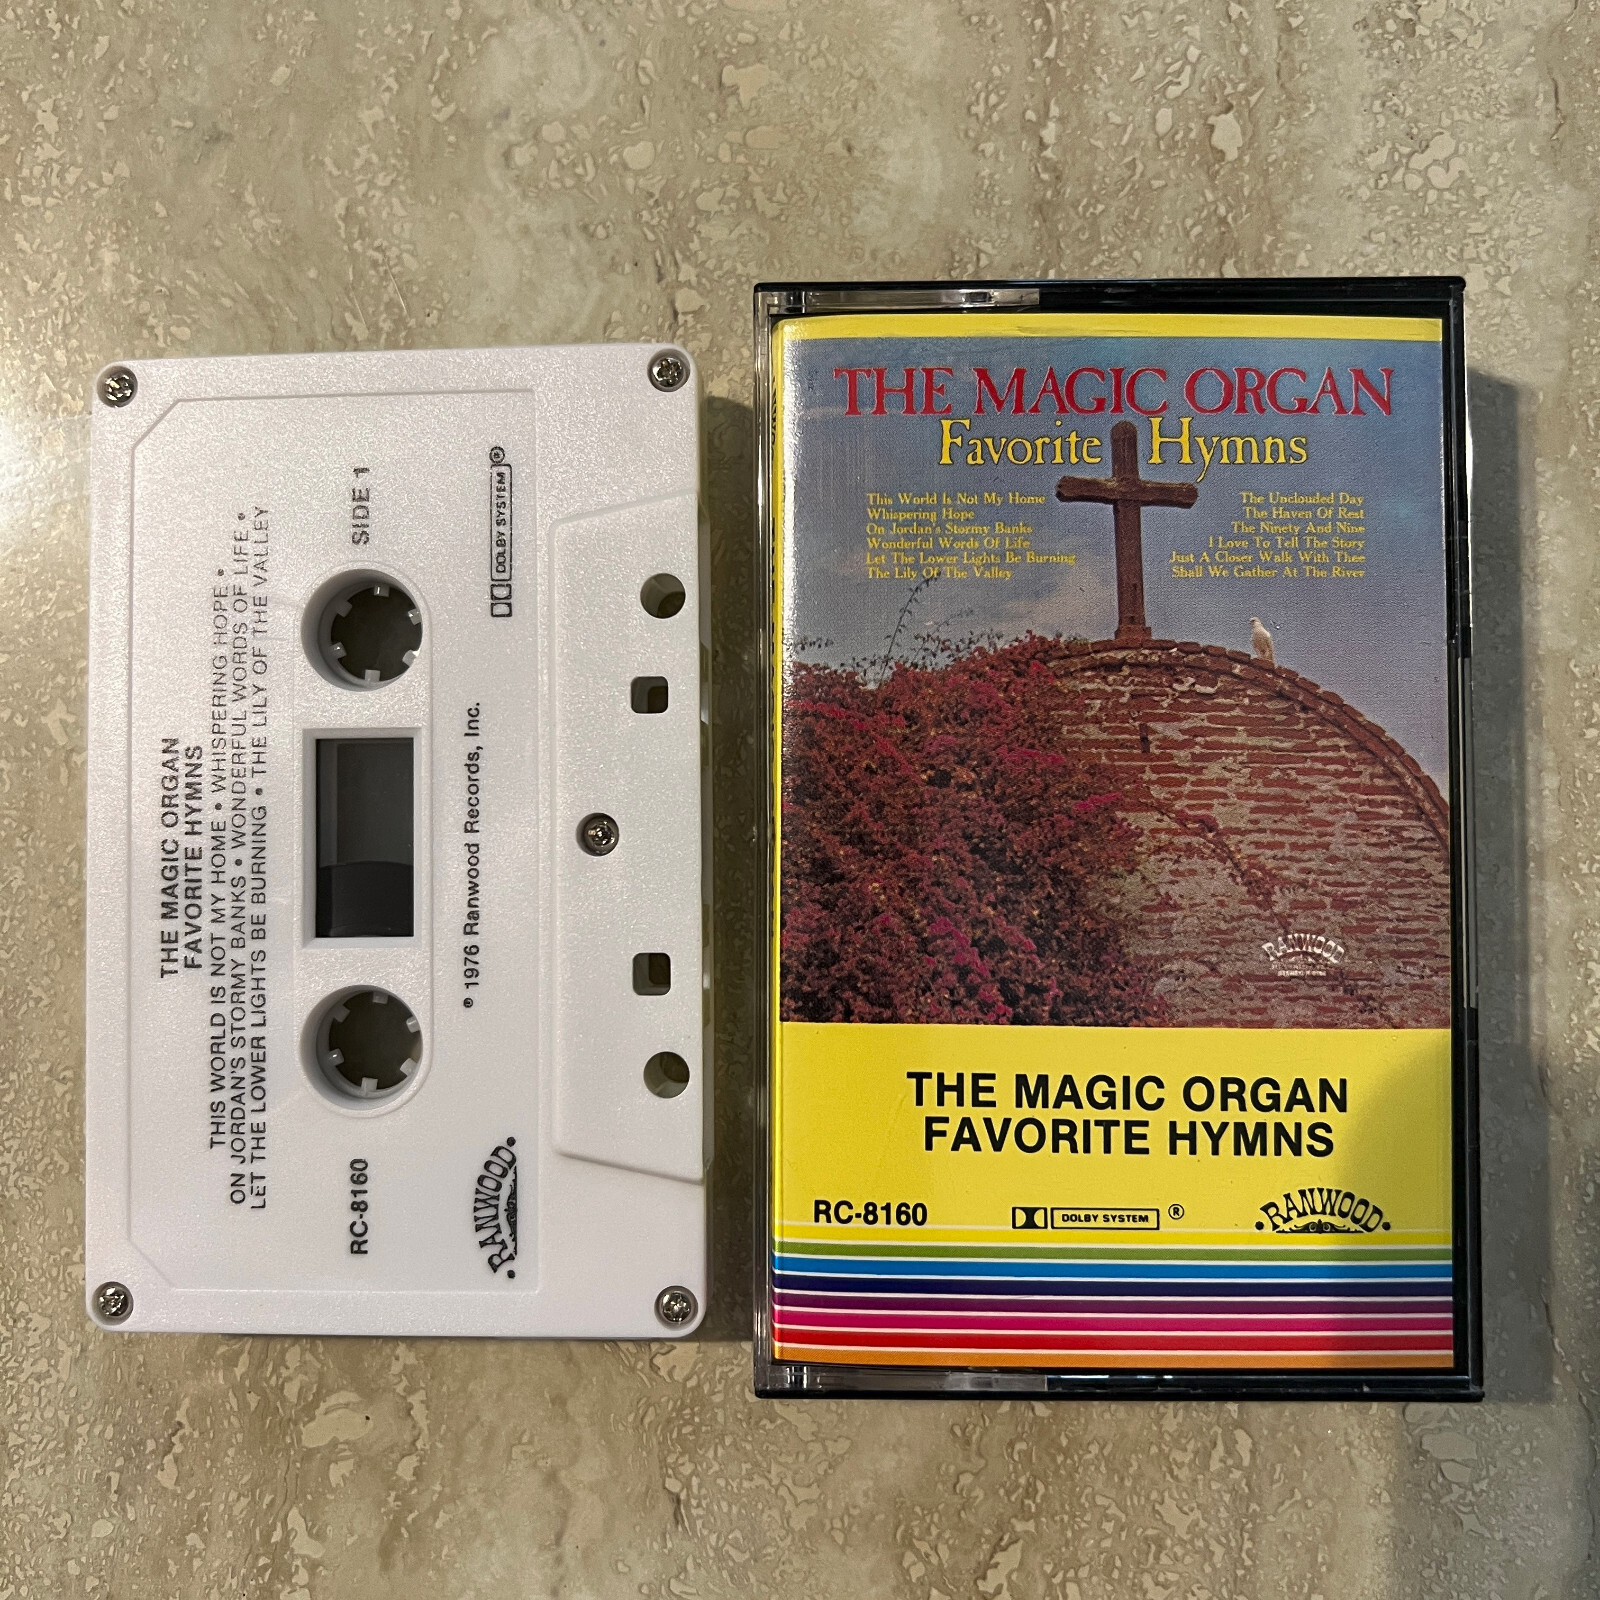 THE MAGIC ORGAN
FAVORITE HYMNS
THIS WORLD IS NOT MY HOME • WHISPERING HOPE •
ON JORDAN'S STORMY BANKS • WONDERFUL WORDS OF LIFE •
LET THE LOWER LIGHTS BE BURNING • THE LILY OF THE VALLEY
RC-8160
SIDE 1
℗ 1976 Ranwood Records, Inc.
• RANWOOD •
DOLBY SYSTEM ®
THE MAGIC ORGAN
Favorite Hymns
This World Is Not My Home
Whispering Hope
On Jordan's Stormy Banks
Wonderful Words Of Life
Let The Lower Lights Be Burning
The Lily Of The Valley
The Unclouded Day
The Haven Of Rest
The Ninety And Nine
I Love To Tell The Story
Just A Closer Walk With Thee
Shall We Gather At The River
RANWOOD
THE MAGIC ORGAN
FAVORITE HYMNS
RC-8160
DOLBY SYSTEM ®
• RANWOOD •